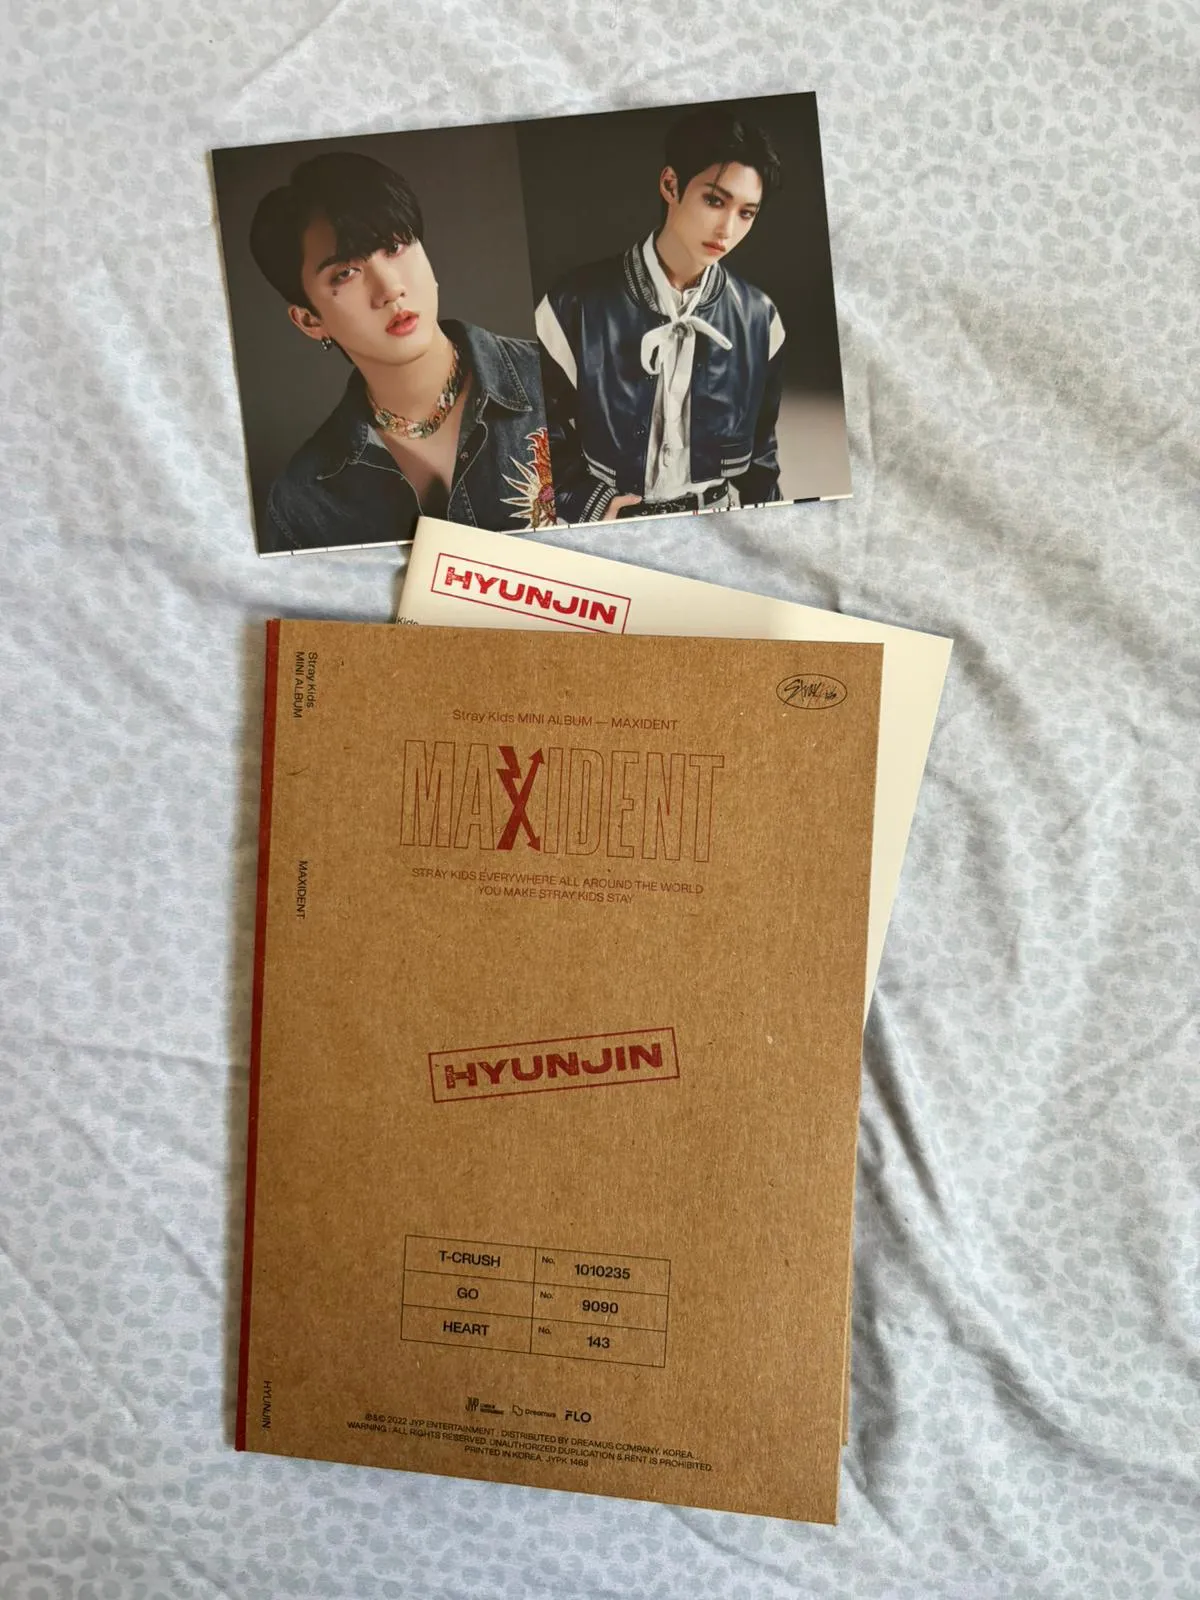 HYUNJIN
Kids
Stray Kids
MINI ALBUM
MAXIDENT
HYUNJIN
Stray Kids
Stray Kids MINI ALBUM — MAXIDENT
MAXIDENT
STRAY KIDS EVERYWHERE ALL AROUND THE WORLD
YOU MAKE STRAY KIDS STAY
HYUNJIN
T-CRUSH No. 1010235
GO No. 9090
HEART No. 143
JYP Dreamus FLO
℗&© 2022 JYP ENTERTAINMENT : DISTRIBUTED BY DREAMUS COMPANY. KOREA.
WARNING : ALL RIGHTS RESERVED. UNAUTHORIZED DUPLICATION & RENT IS PROHIBITED.
PRINTED IN KOREA. JYPK 1468